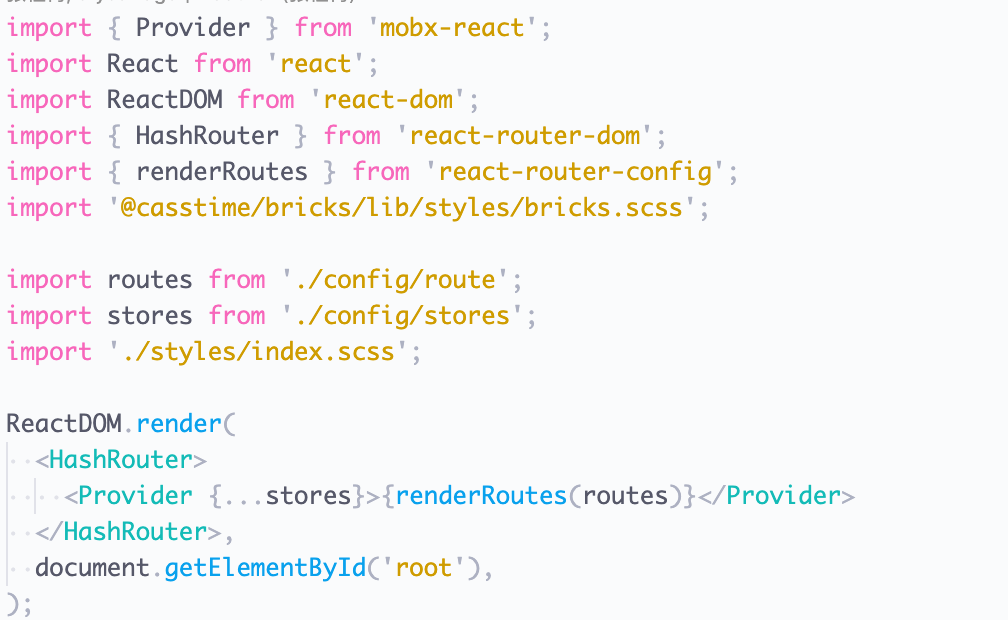 import { Provider } from 'mobx-react';
import React from 'react';
import ReactDOM from 'react-dom';
import { HashRouter } from 'react-router-dom';
import { renderRoutes } from 'react-router-config';
import '@casstime/bricks/lib/styles/bricks.scss';
import routes from './config/route';
import stores from './config/stores';
import './styles/index.scss';
ReactDOM.render(
  <HashRouter>
    <Provider {...stores}>{renderRoutes(routes)}</Provider>
  </HashRouter>,
  document.getElementById('root'),
);